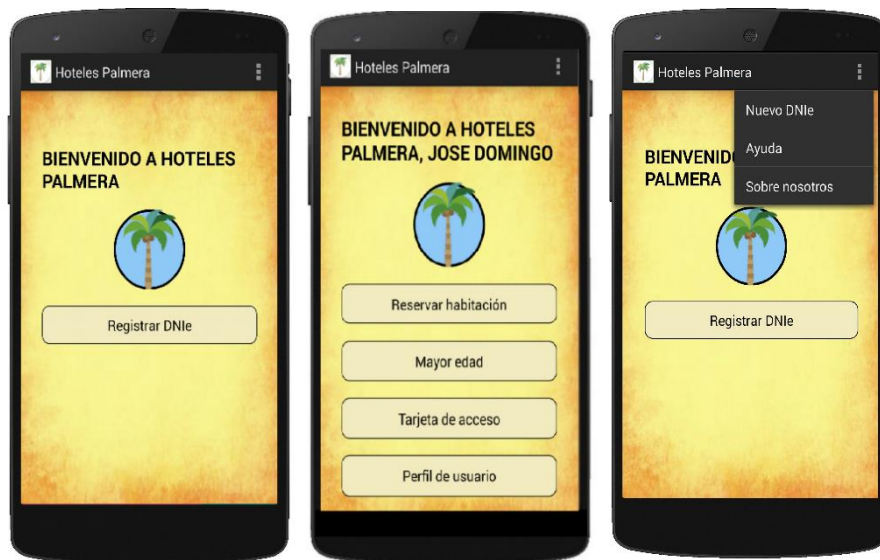 Hoteles Palmera
BIENVENIDO A HOTELES
PALMERA
Registrar DNIe
Hoteles Palmera
BIENVENIDO A HOTELES
PALMERA, JOSE DOMINGO
Reservar habitación
Mayor edad
Tarjeta de acceso
Perfil de usuario
Hoteles Palmera
Nuevo DNIe
Ayuda
Sobre nosotros
BIENVENID
PALMERA
Registrar DNIe